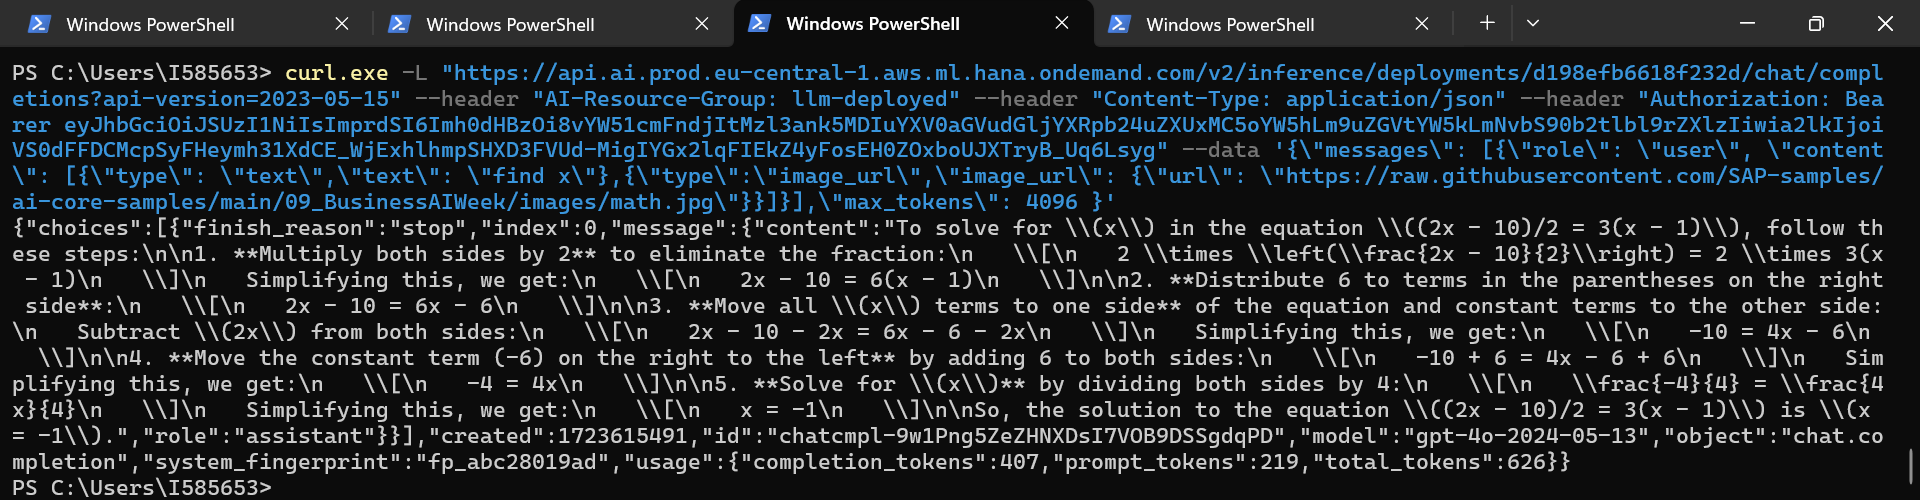 Windows PowerShell
Windows PowerShell
Windows PowerShell
Windows PowerShell
PS C:\Users\I585653> curl.exe -L "https://api.ai.prod.eu-central-1.aws.ml.hana.ondemand.com/v2/inference/deployments/d198efb6618f232d/chat/compl
etions?api-version=2023-05-15" --header "AI-Resource-Group: llm-deployed" --header "Content-Type: application/json" --header "Authorization: Bea
rer eyJhbGciOiJSUzI1NiIsImprdSI6Imh0dHBzOi8vYW51cmFndjItMzl3ank5MDIuYXV0aGVudGljYXRpb24uZXUxMC5oYW5hLm9uZGVtYW5kLmNvbS90b2tlbl9rZXlzIiwia2lkIjoi
VS0dFFDCMcpSyFHeymh31XdCE_WjExhlhmpSHXD3FVUd-MigIYGx2lqFIEkZ4yFosEH0ZOxboUJXTryB_Uq6Lsyg" --data '{\"messages\": [{\"role\": \"user\", \"content
\": [{\"type\": \"text\",\"text\": \"find x\"},{\"type\":\"image_url\",\"image_url\": {\"url\": \"https://raw.githubusercontent.com/SAP-samples/
ai-core-samples/main/09_BusinessAIWeek/images/math.jpg\"}}]}],\"max_tokens\": 4096 }'
{"choices":[{"finish_reason":"stop","index":0,"message":{"content":"To solve for \\(x\\) in the equation \\((2x - 10)/2 = 3(x - 1)\\), follow th
ese steps:\n\n1. **Multiply both sides by 2** to eliminate the fraction:\n   \\[\n   2 \\times \\left(\\frac{2x - 10}{2}\\right) = 2 \\times 3(x
 - 1)\n   \\]\n   Simplifying this, we get:\n   \\[\n   2x - 10 = 6(x - 1)\n   \\]\n\n2. **Distribute 6 to terms in the parentheses on the right
 side**:\n   \\[\n   2x - 10 = 6x - 6\n   \\]\n\n3. **Move all \\(x\\) terms to one side** of the equation and constant terms to the other side:
\n   Subtract \\(2x\\) from both sides:\n   \\[\n   2x - 10 - 2x = 6x - 6 - 2x\n   \\]\n   Simplifying this, we get:\n   \\[\n   -10 = 4x - 6\n
  \\]\n\n4. **Move the constant term (-6) on the right to the left** by adding 6 to both sides:\n   \\[\n   -10 + 6 = 4x - 6 + 6\n   \\]\n   Sim
plifying this, we get:\n   \\[\n   -4 = 4x\n   \\]\n\n5. **Solve for \\(x\\)** by dividing both sides by 4:\n   \\[\n   \\frac{-4}{4} = \\frac{4
x}{4}\n   \\]\n   Simplifying this, we get:\n   \\[\n   x = -1\n   \\]\n\nSo, the solution to the equation \\((2x - 10)/2 = 3(x - 1)\\) is \\(x
= -1\\).","role":"assistant"}}],"created":1723615491,"id":"chatcmpl-9w1Png5ZeZHNXDsI7VOB9DSSgdqPD","model":"gpt-4o-2024-05-13","object":"chat.co
mpletion","system_fingerprint":"fp_abc28019ad","usage":{"completion_tokens":407,"prompt_tokens":219,"total_tokens":626}}
PS C:\Users\I585653>